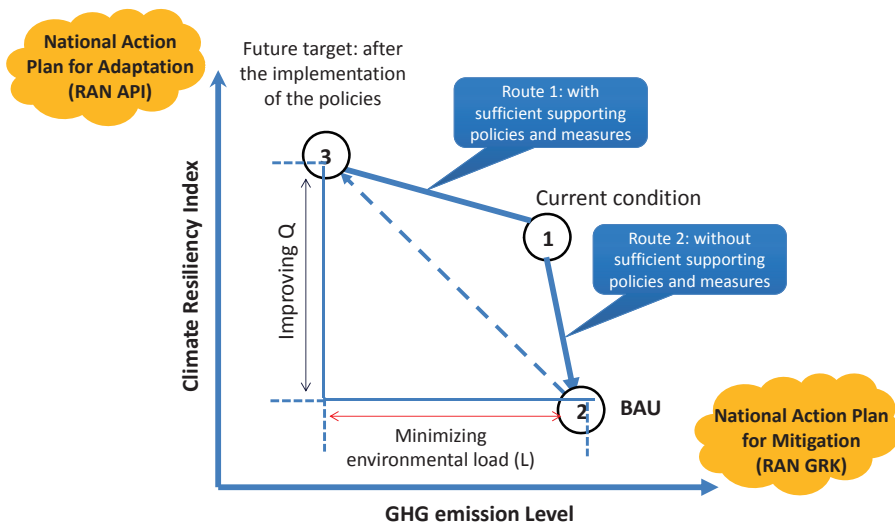 National Action
Plan for Adaptation
(RAN API)
Future target: after
the implementation
of the policies
Route 1: with
sufficient supporting
policies and measures
3
Current condition
1
Route 2: without
sufficient supporting
policies and measures
Climate Resiliency Index
Improving Q
2
BAU
Minimizing
environmental load (L)
National Action Plan
for Mitigation
(RAN GRK)
GHG emission Level